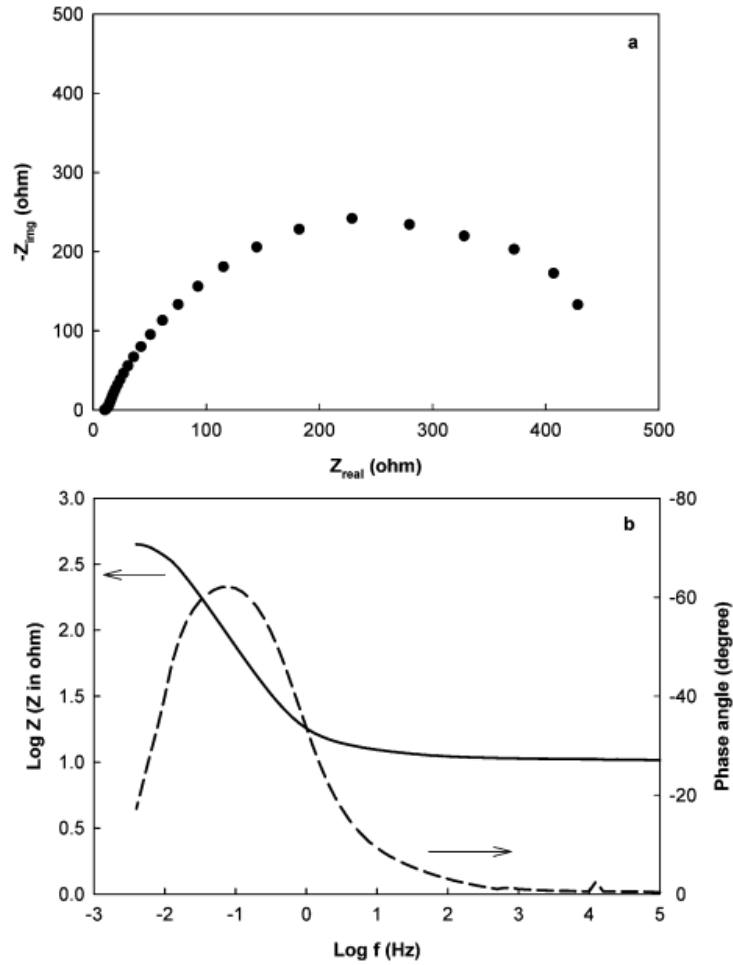 a
500
400
300
200
100
0
-Z_img (ohm)
0 100 200 300 400 500
Z_real (ohm)
b
3.0
2.5
2.0
1.5
1.0
0.5
0.0
Log Z (Z in ohm)
-80
-60
-40
-20
0
Phase angle (degree)
-3 -2 -1 0 1 2 3 4 5
Log f (Hz)